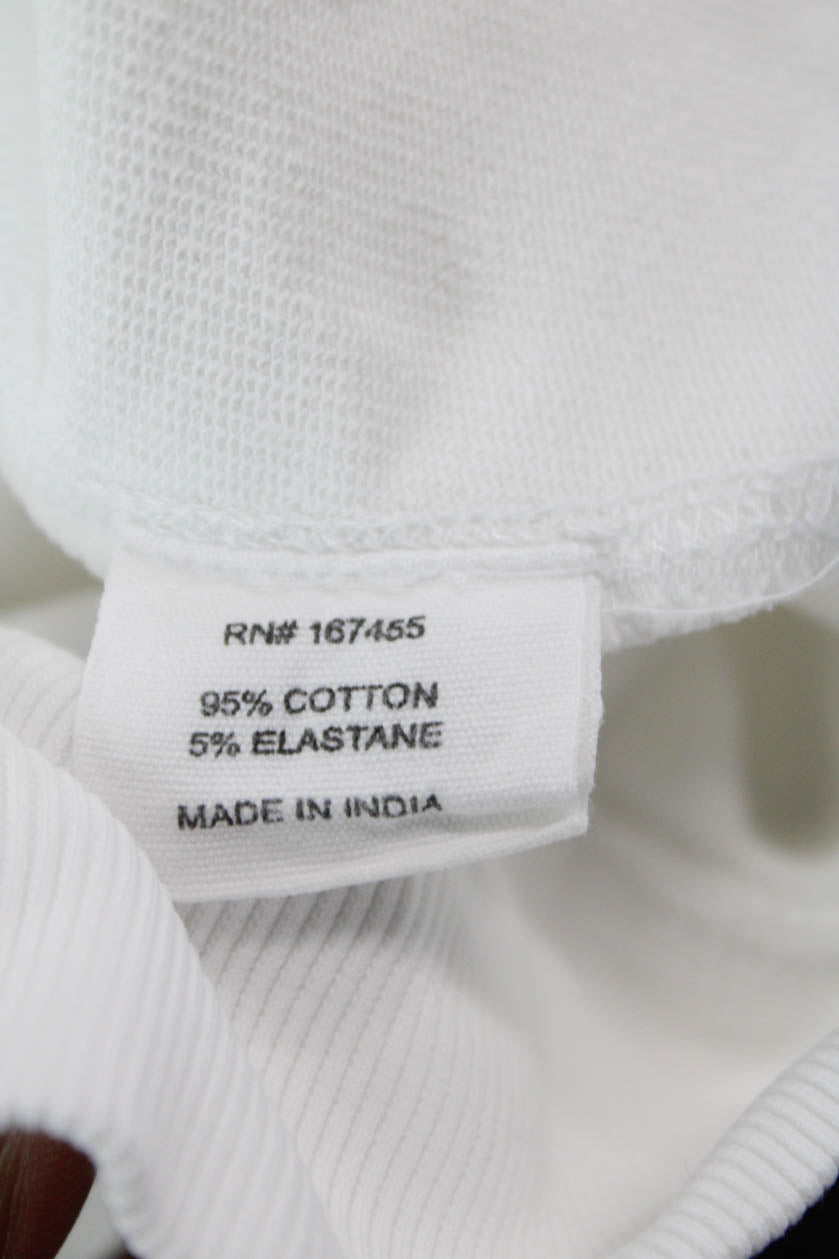 RN# 167455
95% COTTON
5% ELASTANE
MADE IN INDIA